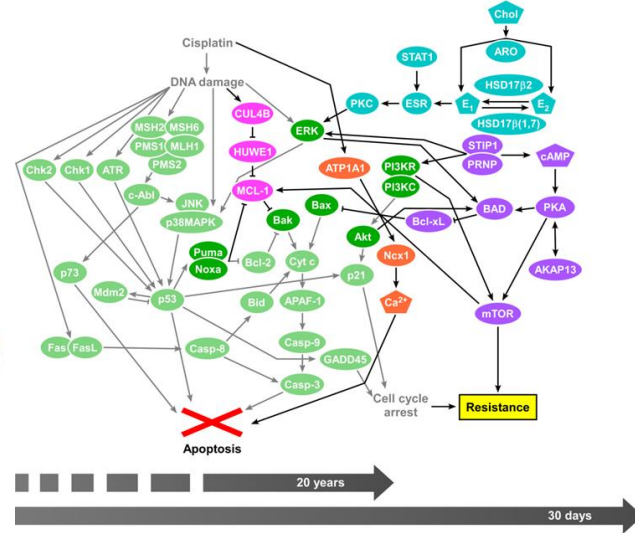 Chol
Cisplatin
STAT1
ARO
DNA damage
HSD17β2
PKC
ESR
E1
E2
CUL4B
HSD17β(1,7)
MSH2
MSH6
ERK
STIP1
PMS1
MLH1
HUWE1
PRNP
cAMP
Chk2
Chk1
ATR
PMS2
ATP1A1
PI3KR
c-Abl
MCL-1
PI3KC
JNK
Bax
BAD
PKA
p38MAPK
Bak
Bcl-xL
Akt
Puma
Noxa
Bcl-2
Cyt c
Ncx1
p73
p21
AKAP13
Mdm2
p53
Bid
APAF-1
Ca2+
mTOR
Fas
FasL
Casp-8
Casp-9
GADD45
Casp-3
Cell cycle
arrest
Resistance
Apoptosis
20 years
30 days